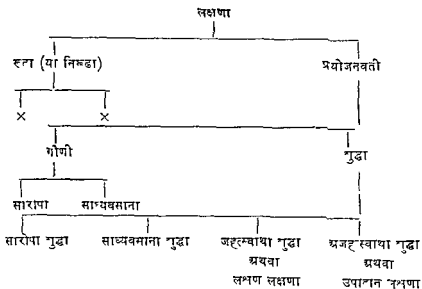 लक्षणा
रूढा (या निरूढा) प्रयोजनवती
× ×
गौणी शुद्धा
सारोपा साध्यवसाना
सारोपा शुद्धा साध्यवसाना शुद्धा जहत्स्वार्था शुद्धा अजहत्स्वार्था शुद्धा
अथवा अथवा
लक्षण लक्षणा उपादान लक्षणा